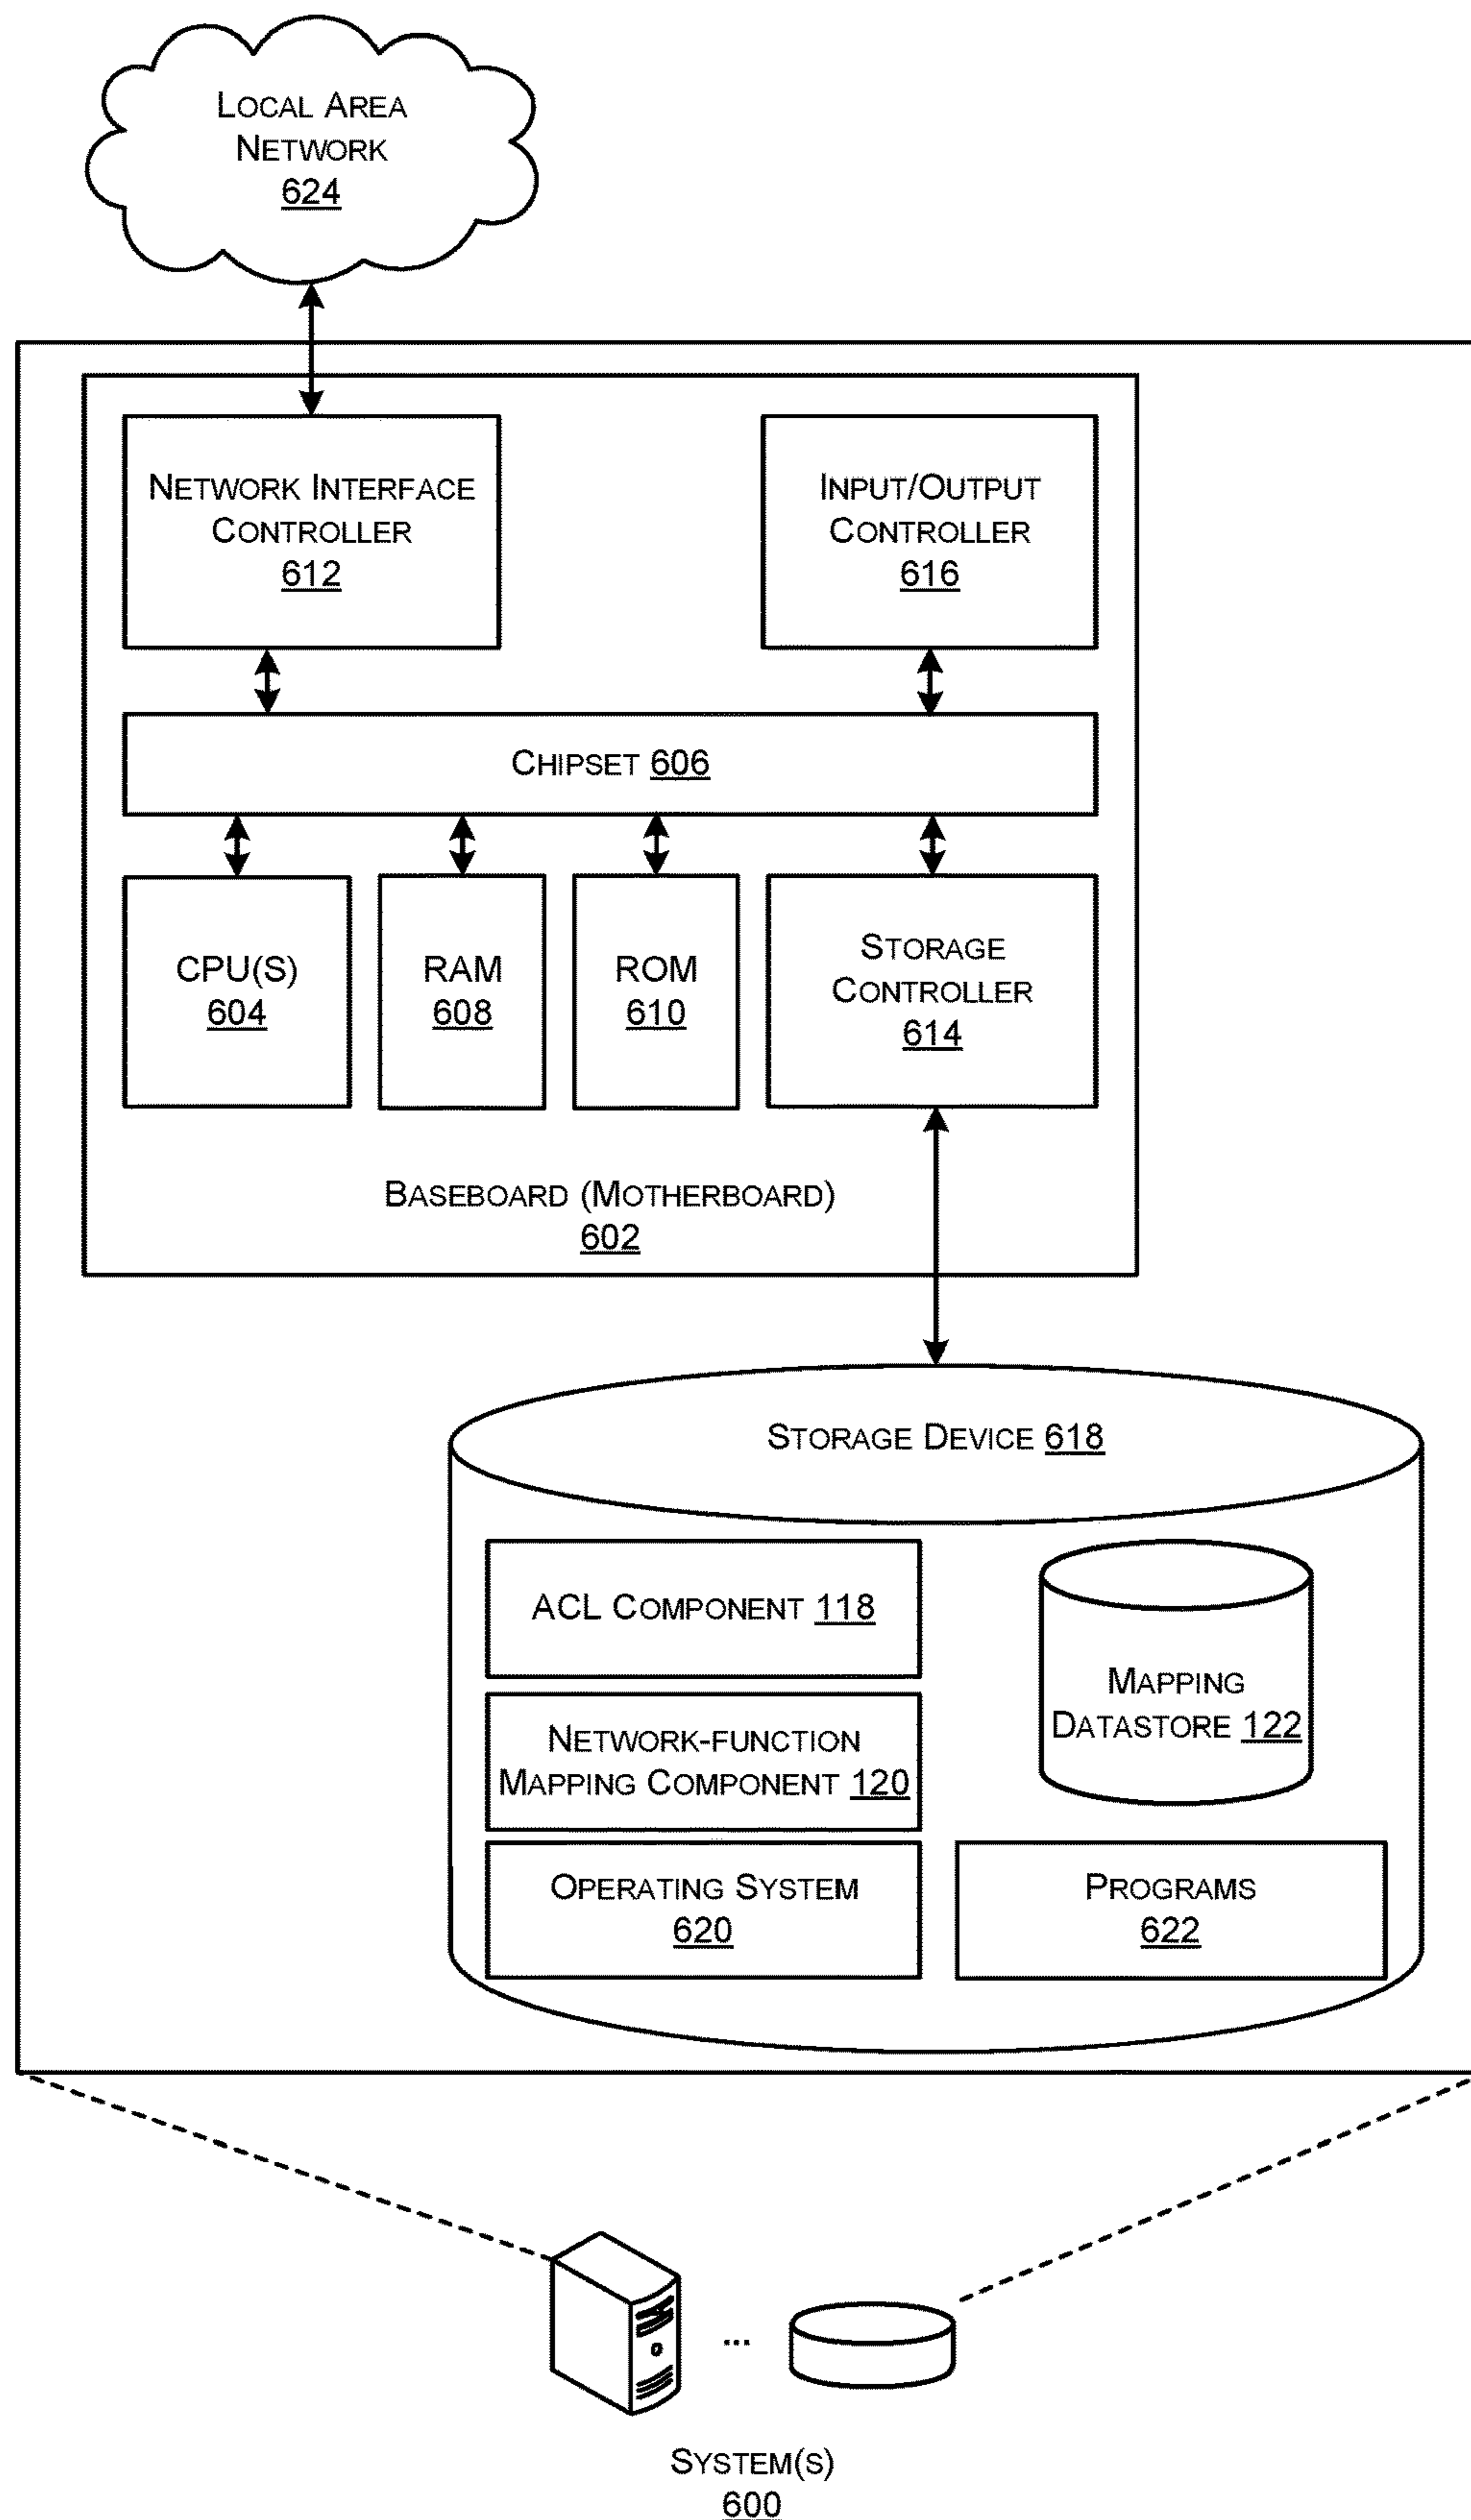 LOCAL AREA
NETWORK
624
NETWORK INTERFACE
CONTROLLER
612
INPUT/OUTPUT
CONTROLLER
616
CHIPSET 606
CPU(S)
604
RAM
608
ROM
610
STORAGE
CONTROLLER
614
BASEBOARD (MOTHERBOARD)
602
STORAGE DEVICE 618
ACL COMPONENT 118
MAPPING
DATASTORE 122
NETWORK-FUNCTION
MAPPING COMPONENT 120
OPERATING SYSTEM
620
PROGRAMS
622
...
SYSTEM(S)
600